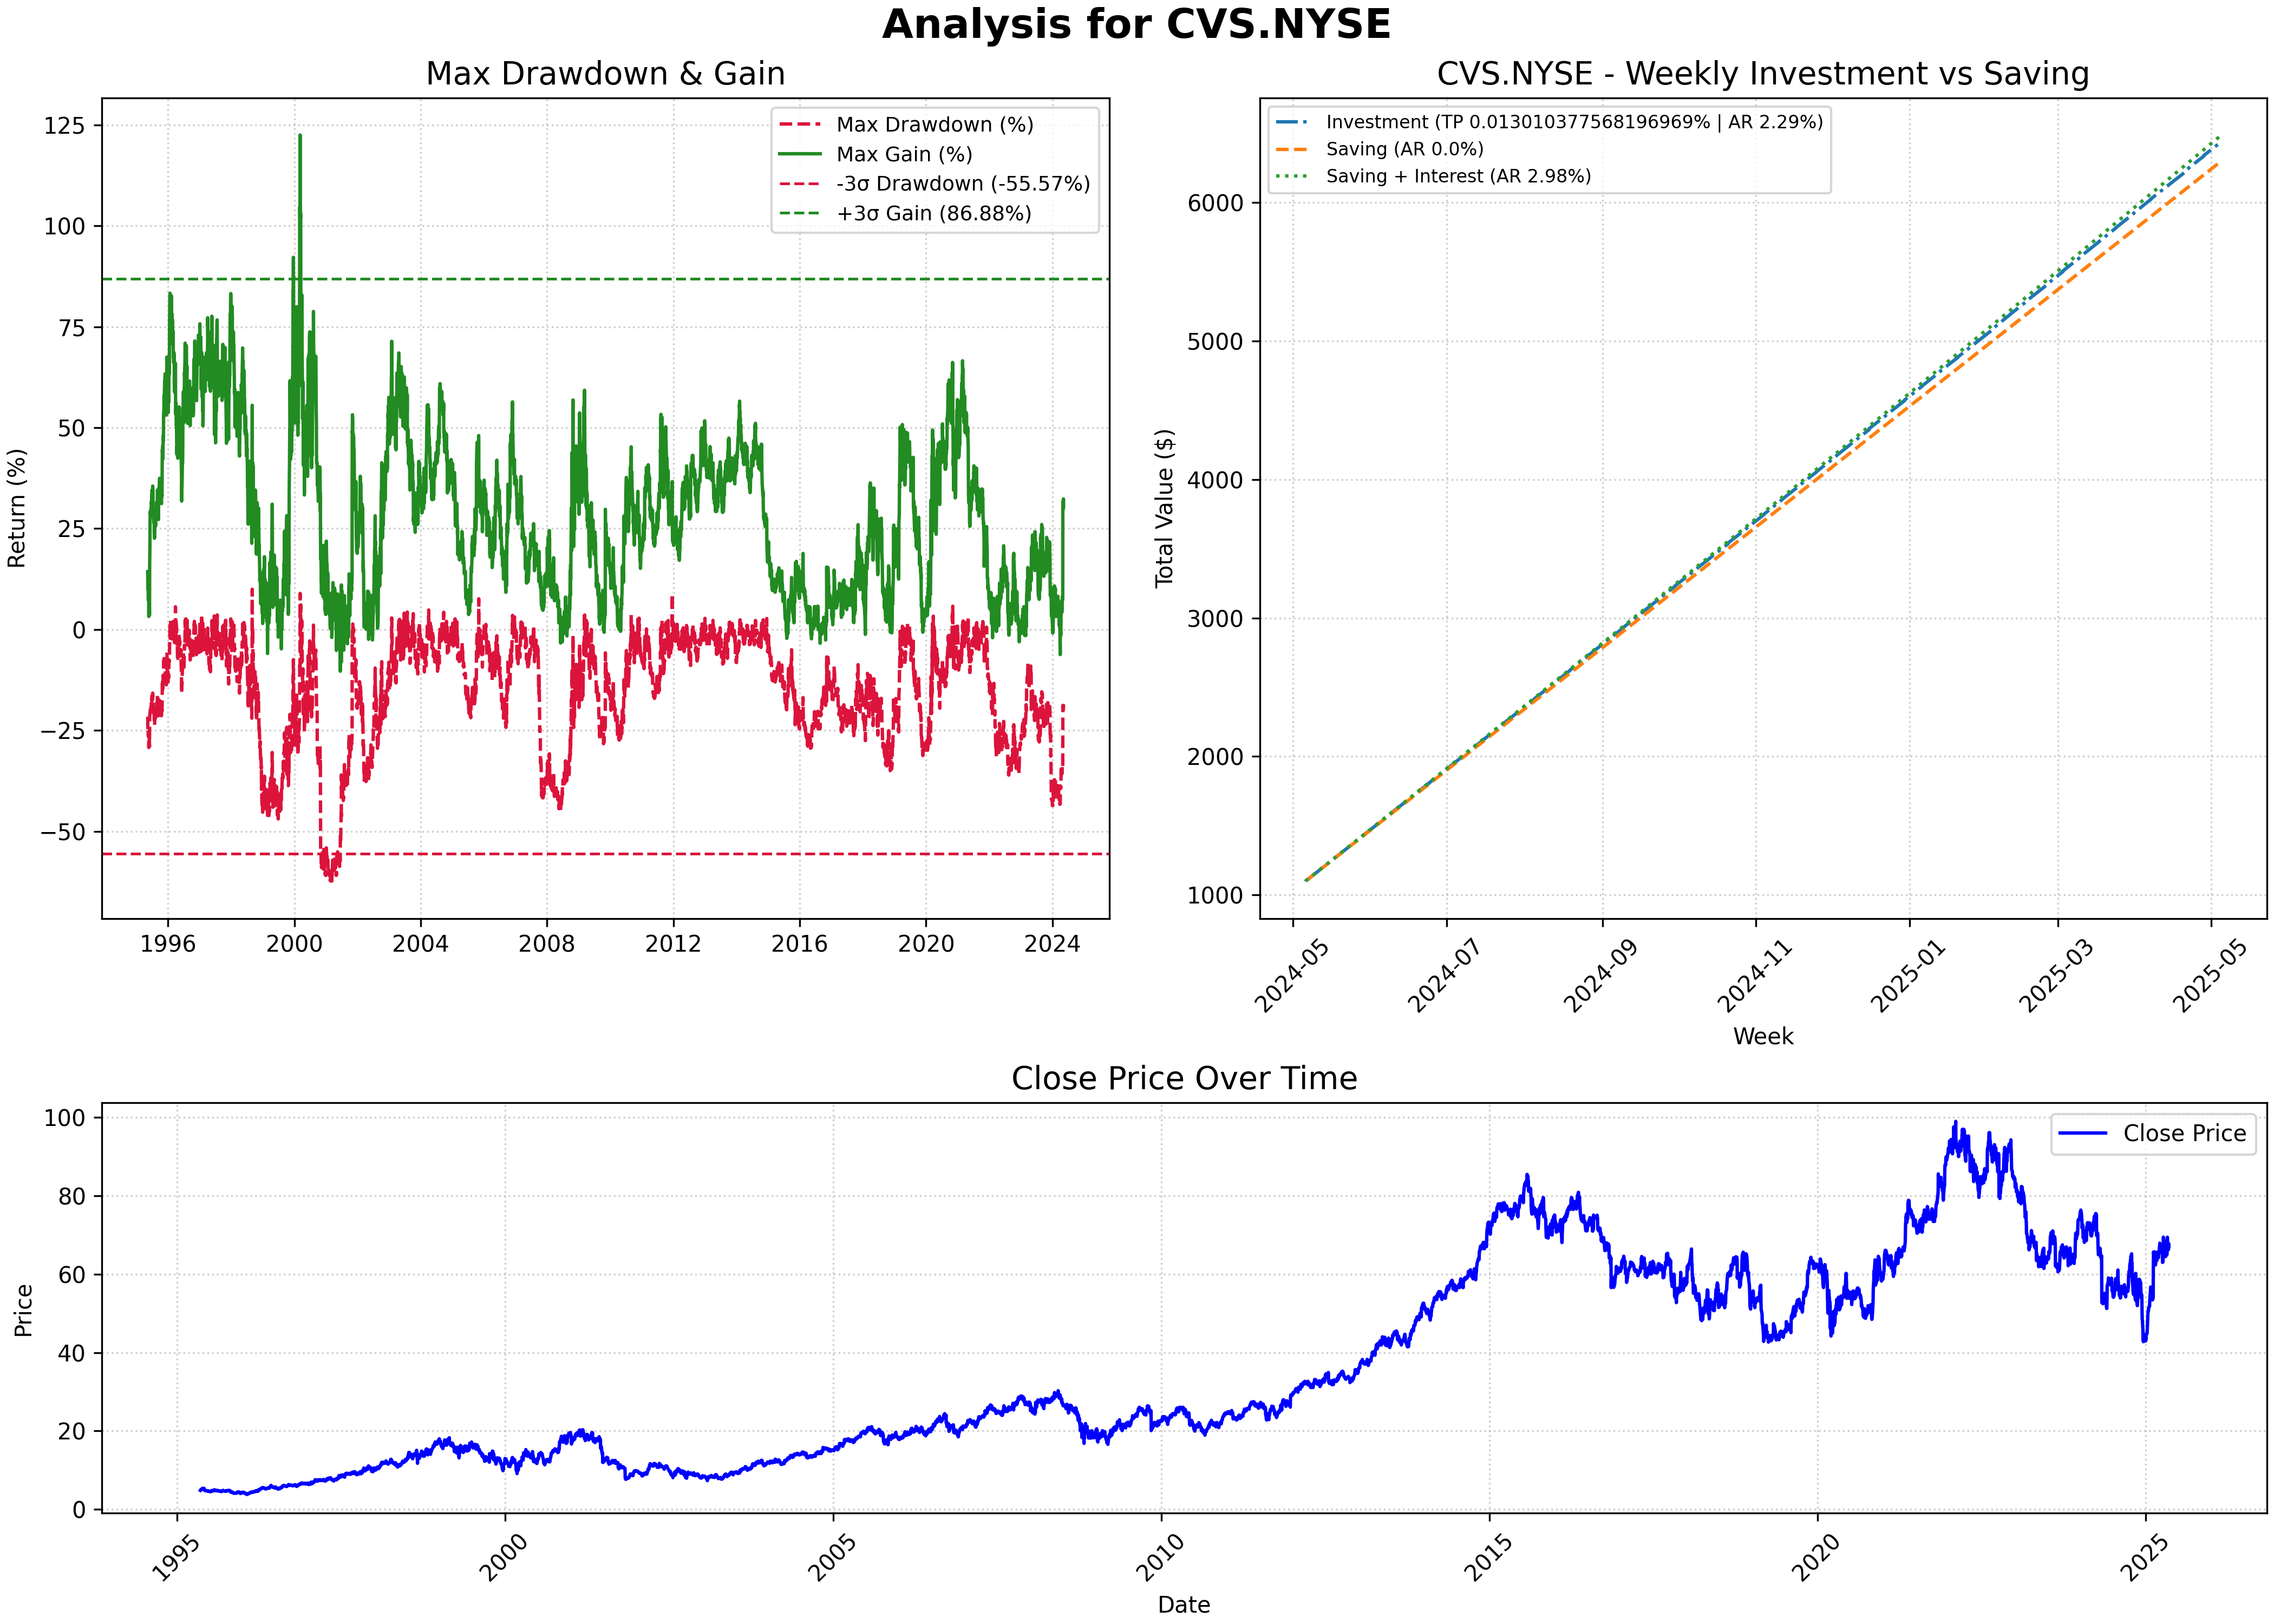 Analysis for CVS.NYSE
Max Drawdown & Gain
Return (%)
125
100
75
50
25
0
−25
−50
Max Drawdown (%)
Max Gain (%)
-3σ Drawdown (-55.57%)
+3σ Gain (86.88%)
1996 2000 2004 2008 2012 2016 2020 2024
CVS.NYSE - Weekly Investment vs Saving
Total Value ($)
6000
5000
4000
3000
2000
1000
Investment (TP 0.013010377568196969% | AR 2.29%)
Saving (AR 0.0%)
Saving + Interest (AR 2.98%)
2024-05 2024-07 2024-09 2024-11 2025-01 2025-03 2025-05
Week
Close Price Over Time
Price
100
80
60
40
20
0
Close Price
1995 2000 2005 2010 2015 2020 2025
Date